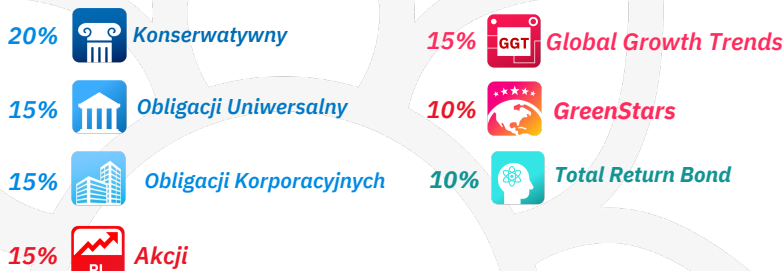 20% Konserwatywny
15% Obligacji Uniwersalny
15% Obligacji Korporacyjnych
15% PL Akcji
15% GGT Global Growth Trends
10% GreenStars
10% Total Return Bond